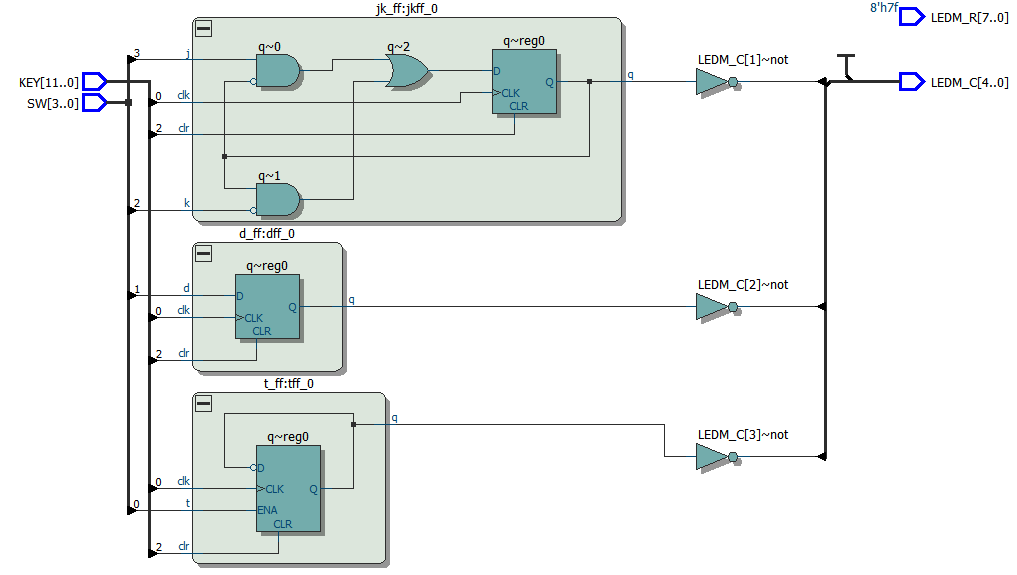 jk_ff:jkff_0
8'h7f
LEDM_R[7..0]
3
j
q~0
q~2
q~reg0
LEDM_C[1]~not
KEY[11..0]
D
Q
q
LEDM_C[4..0]
SW[3..0]
0
clk
CLK
CLR
2
clr
q~1
2
k
d_ff:dff_0
q~reg0
LEDM_C[2]~not
1
d
D
Q
q
0
clk
CLK
CLR
2
clr
t_ff:tff_0
q
LEDM_C[3]~not
q~reg0
D
0
clk
CLK
Q
0
t
ENA
CLR
2
clr